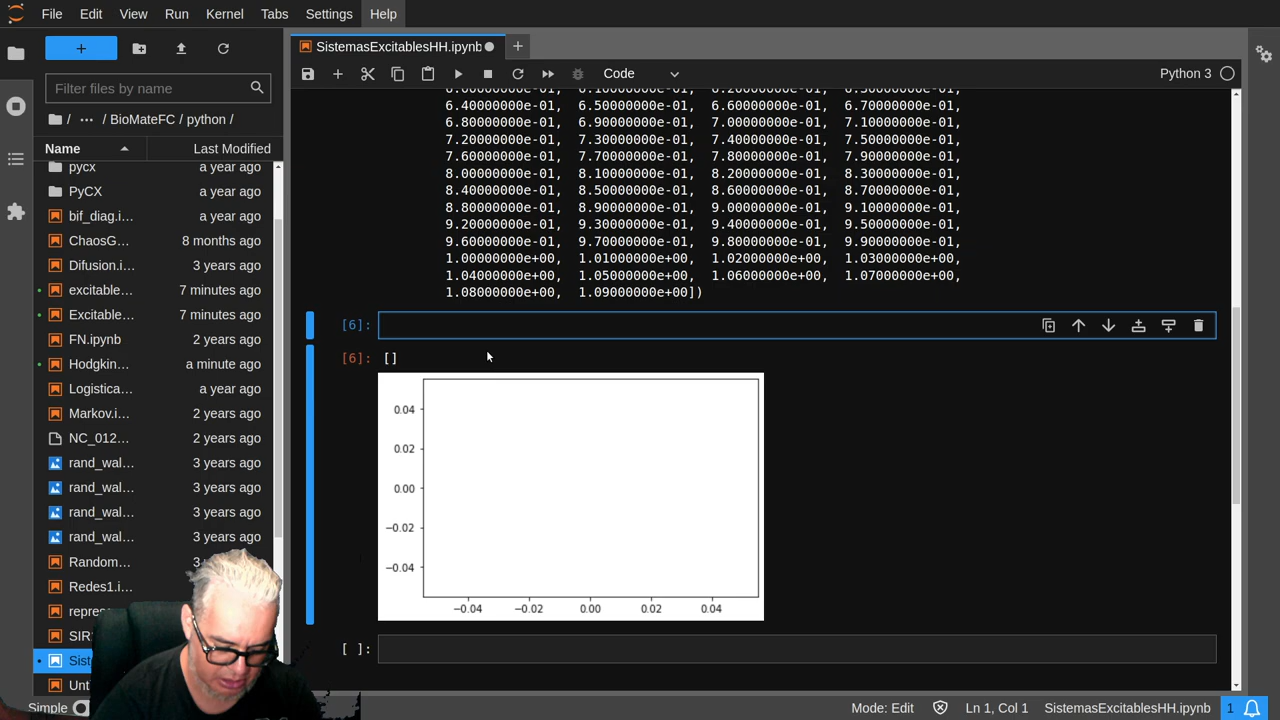 File Edit View Run Kernel Tabs Settings Help
SistemasExcitablesHH.ipynb
Code
Python 3
Filter files by name
/ ··· / BioMateFC / python /
Name Last Modified
pycx a year ago
PyCX a year ago
bif_diag.i… a year ago
ChaosG… 8 months ago
Difusion.i… 3 years ago
excitable… 7 minutes ago
Excitable… 7 minutes ago
FN.ipynb 2 years ago
Hodgkin… a minute ago
Logistica… a year ago
Markov.i… 2 years ago
NC_012… 2 years ago
rand_wal… 3 years ago
rand_wal… 3 years ago
rand_wal… 3 years ago
rand_wal… 3 years ago
Random…
Redes1.i…
SIR
6.40000000e-01, 6.50000000e-01, 6.60000000e-01, 6.70000000e-01,
6.80000000e-01, 6.90000000e-01, 7.00000000e-01, 7.10000000e-01,
7.20000000e-01, 7.30000000e-01, 7.40000000e-01, 7.50000000e-01,
7.60000000e-01, 7.70000000e-01, 7.80000000e-01, 7.90000000e-01,
8.00000000e-01, 8.10000000e-01, 8.20000000e-01, 8.30000000e-01,
8.40000000e-01, 8.50000000e-01, 8.60000000e-01, 8.70000000e-01,
8.80000000e-01, 8.90000000e-01, 9.00000000e-01, 9.10000000e-01,
9.20000000e-01, 9.30000000e-01, 9.40000000e-01, 9.50000000e-01,
9.60000000e-01, 9.70000000e-01, 9.80000000e-01, 9.90000000e-01,
1.00000000e+00, 1.01000000e+00, 1.02000000e+00, 1.03000000e+00,
1.04000000e+00, 1.05000000e+00, 1.06000000e+00, 1.07000000e+00,
1.08000000e+00, 1.09000000e+00])
[6]:
[6]: []
0.04
0.02
0.00
−0.02
−0.04
−0.04 −0.02 0.00 0.02 0.04
[ ]:
Simple
Mode: Edit
Ln 1, Col 1
SistemasExcitablesHH.ipynb
1